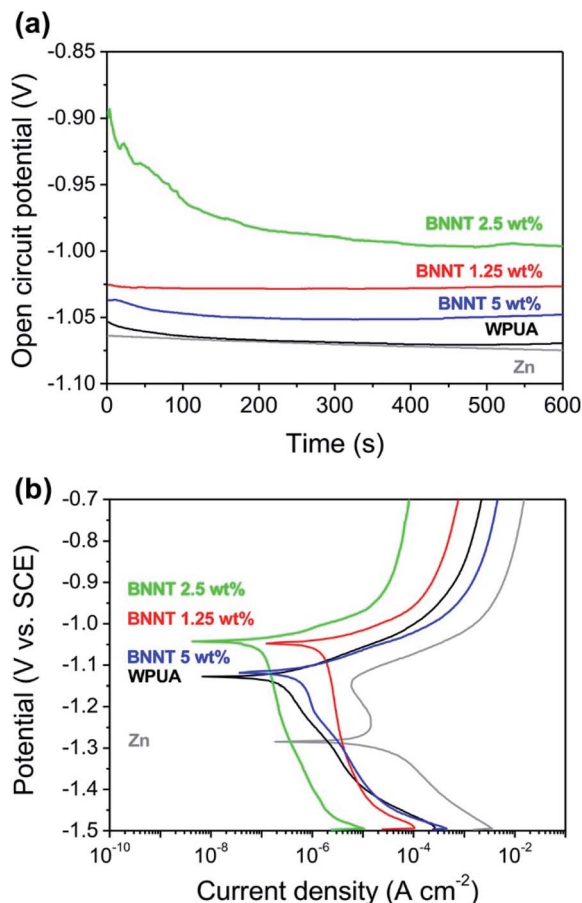 (a)
Open circuit potential (V)
-0.85
-0.90
-0.95
-1.00
-1.05
-1.10
BNNT 2.5 wt%
BNNT 1.25 wt%
BNNT 5 wt%
WPUA
Zn
0 100 200 300 400 500 600
Time (s)
(b)
Potential (V vs. SCE)
-0.7
-0.8
-0.9
-1.0
-1.1
-1.2
-1.3
-1.4
-1.5
BNNT 2.5 wt%
BNNT 1.25 wt%
BNNT 5 wt%
WPUA
Zn
10⁻¹⁰ 10⁻⁸ 10⁻⁶ 10⁻⁴ 10⁻²
Current density (A cm⁻²)